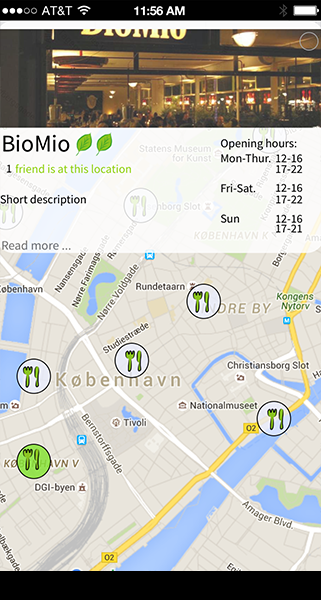 AT&T 11:56 AM
BIOMIO
BioMio
1 friend is at this location
Short description
Read more ...
Opening hours:
Mon-Thur. 12-16
17-22
Fri-Sat. 12-16
17-22
Sun 12-16
17-21
Statens Museum
for Kunst
Rosenborg Slot
KØBENHAVN K
Nansensgade
Nørre Farimagsgade
Nørre Voldgade
Borgergade
København
Rundetaarn
INDRE BY
Kongens
Nytorv
M
Studiestræde
Christiansborg Slot
København
Nationalmuseet
Tivoli
O2
Bernstorffsgade
KØBENHAVN V
DGI-byen
Amager Blvd.
O2